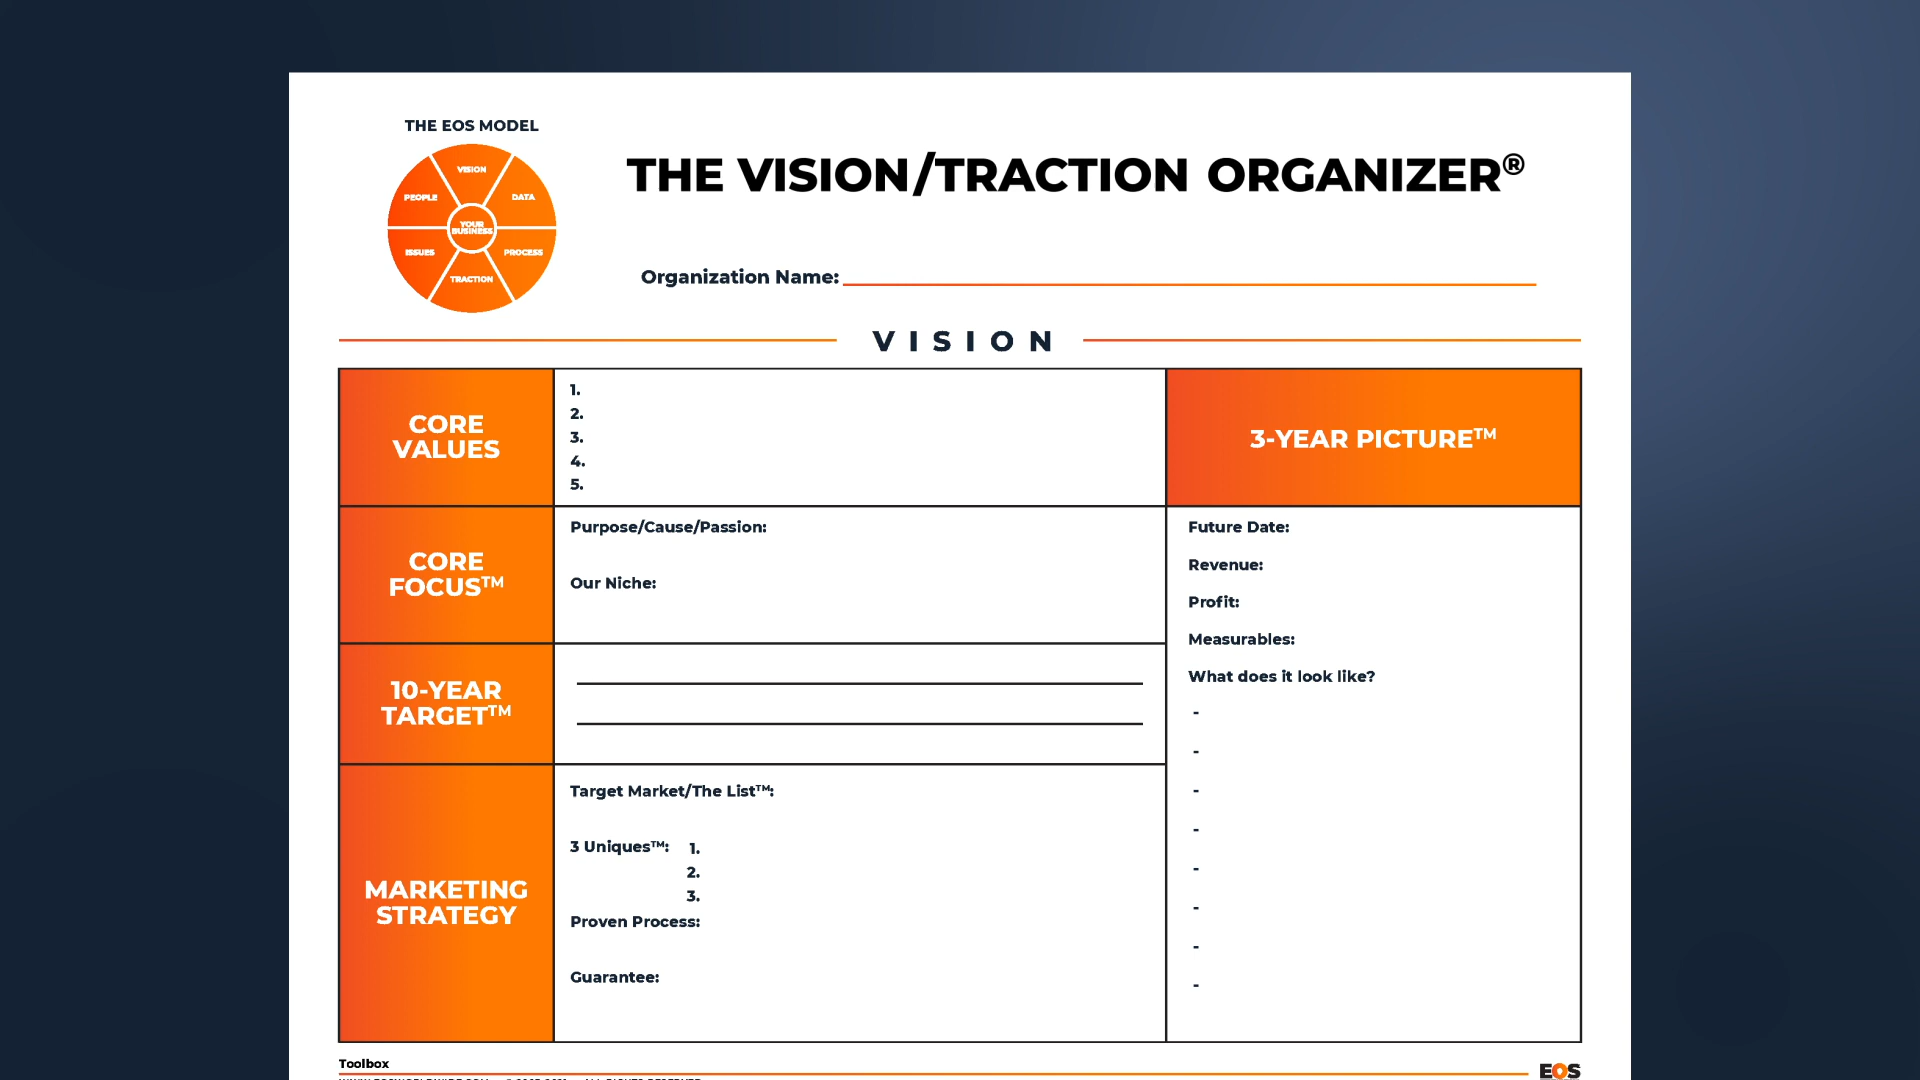 THE EOS MODEL
VISION
PEOPLE
DATA
YOUR
BUSINESS
ISSUES
PROCESS
TRACTION
THE VISION/TRACTION ORGANIZER®
Organization Name:
VISION
CORE
VALUES
1.
2.
3.
4.
5.
3-YEAR PICTURE™
CORE
FOCUS™
Purpose/Cause/Passion:
Our Niche:
10-YEAR
TARGET™
MARKETING
STRATEGY
Target Market/The List™:
3 Uniques™: 1.
2.
3.
Proven Process:
Guarantee:
Future Date:
Revenue:
Profit:
Measurables:
What does it look like?
-
-
-
-
-
-
-
-
Toolbox
EOS